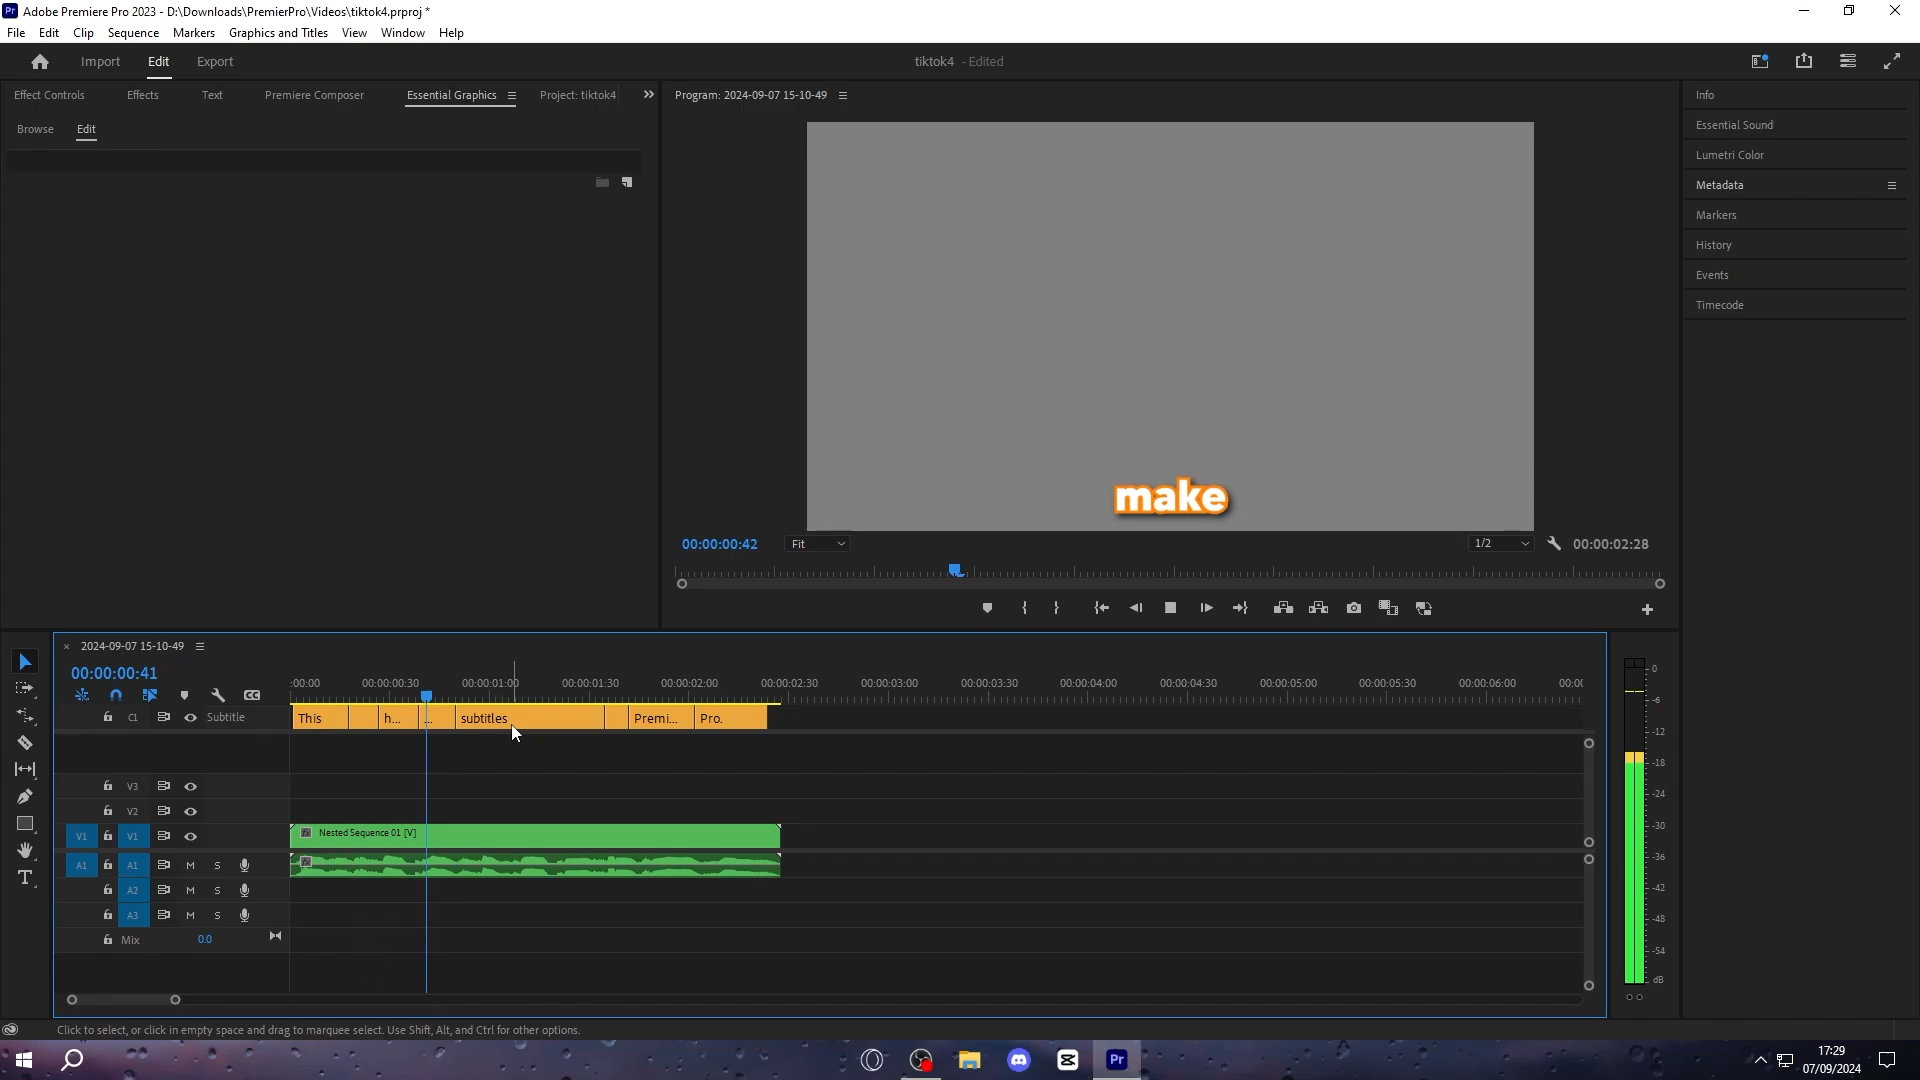 Adobe Premiere Pro 2023 - D:\Downloads\PremierPro\Videos\tiktok4.prproj *
File Edit Clip Sequence Markers Graphics and Titles View Window Help
Import Edit Export
tiktok4 - Edited
Effect Controls Effects Text Premiere Composer Essential Graphics Project: tiktok4
Browse Edit
Program: 2024-09-07 15-10-49
make
00:00:00:42 Fit 1/2 00:00:02:28
Info
Essential Sound
Lumetri Color
Metadata
Markers
History
Events
Timecode
2024-09-07 15-10-49
00:00:00:41
:00:00 00:00:00:30 00:00:01:00 00:00:01:30 00:00:02:00 00:00:02:30 00:00:03:00 00:00:03:30 00:00:04:00 00:00:04:30 00:00:05:00 00:00:05:30 00:00:06:00 00:00
C1 Subtitle This h... ... subtitles Premi... Pro.
V3
V2
V1 V1 Nested Sequence 01 [V]
A1 A1 M S
A2 M S
A3 M S
Mix 0.0
0
-6
-12
-18
-24
-30
-36
-42
-48
-54
dB
Click to select, or click in empty space and drag to marquee select. Use Shift, Alt, and Ctrl for other options.
Pr
17:29
07/09/2024